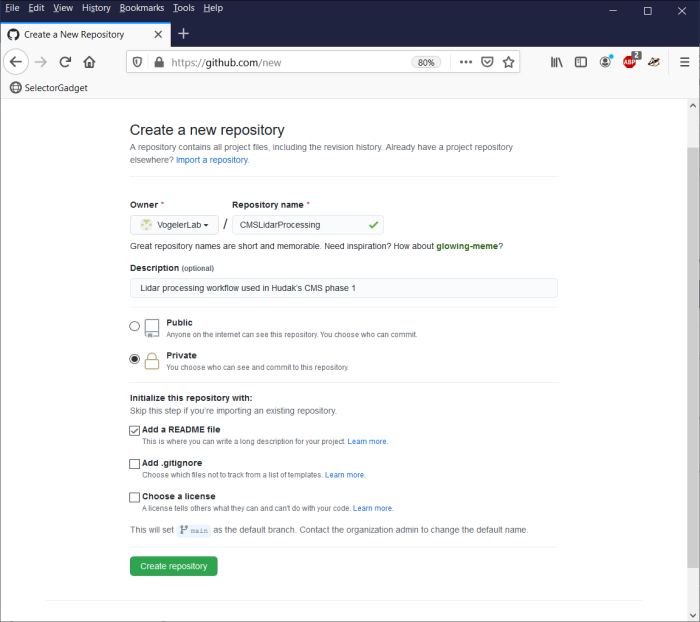 File Edit View History Bookmarks Tools Help
Create a New Repository
https://github.com/new 80%
ABP 2
SelectorGadget
Create a new repository
A repository contains all project files, including the revision history. Already have a project repository
elsewhere? Import a repository.
Owner *
Repository name *
VogelerLab / CMSLidarProcessing
Great repository names are short and memorable. Need inspiration? How about glowing-meme?
Description (optional)
Lidar processing workflow used in Hudak's CMS phase 1
Public
Anyone on the internet can see this repository. You choose who can commit.
Private
You choose who can see and commit to this repository.
Initialize this repository with:
Skip this step if you're importing an existing repository.
Add a README file
This is where you can write a long description for your project. Learn more.
Add .gitignore
Choose which files not to track from a list of templates. Learn more.
Choose a license
A license tells others what they can and can't do with your code. Learn more.
This will set main as the default branch. Contact the organization admin to change the default name.
Create repository